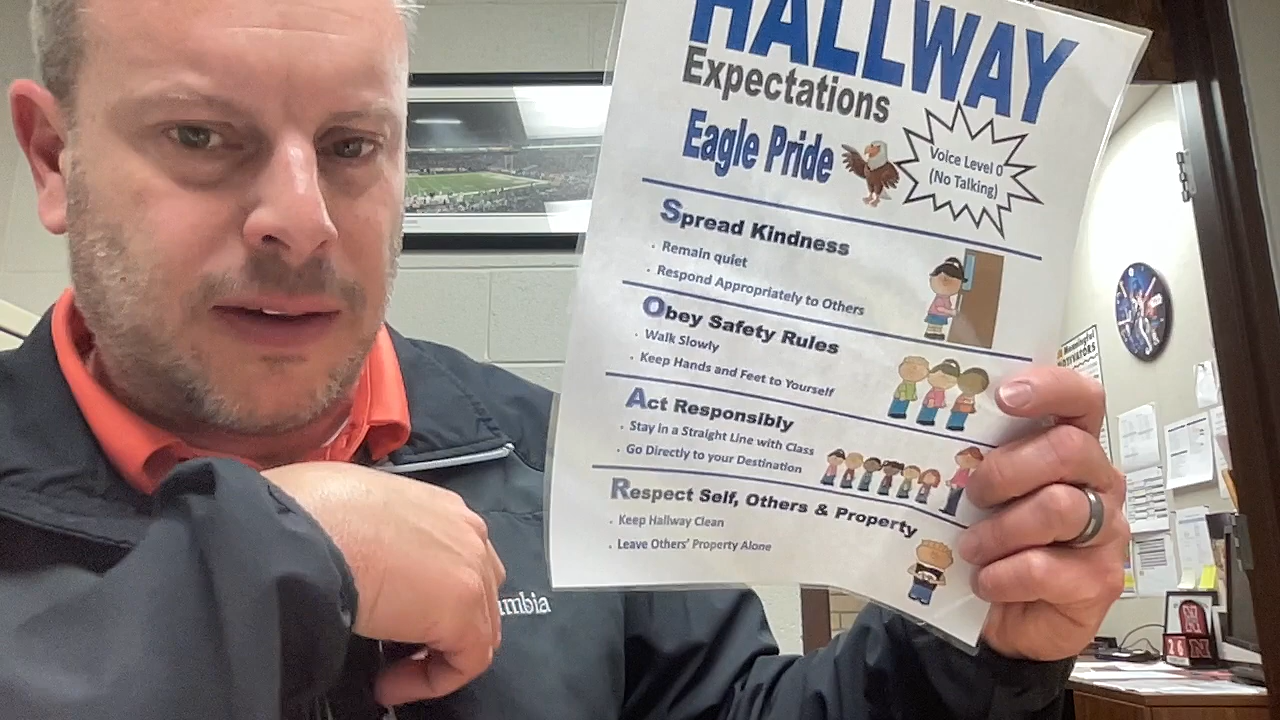 HALLWAY
Expectations
Eagle Pride
Voice Level 0
(No Talking)
Spread Kindness
· Remain quiet
· Respond Appropriately to Others
Obey Safety Rules
· Walk Slowly
· Keep Hands and Feet to Yourself
Act Responsibly
· Stay in a Straight Line with Class
· Go Directly to your Destination
Respect Self, Others & Property
· Keep Hallway Clean
· Leave Others' Property Alone
umbia
N
26 N